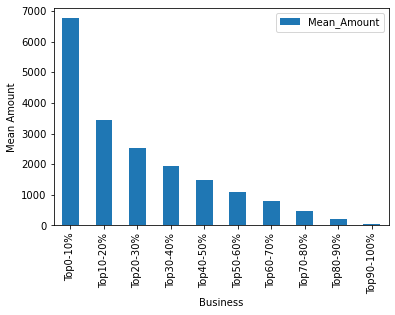 7000
6000
5000
4000
3000
2000
1000
0
Mean Amount
Mean_Amount
Top0-10%
Top10-20%
Top20-30%
Top30-40%
Top40-50%
Top50-60%
Top60-70%
Top70-80%
Top80-90%
Top90-100%
Business